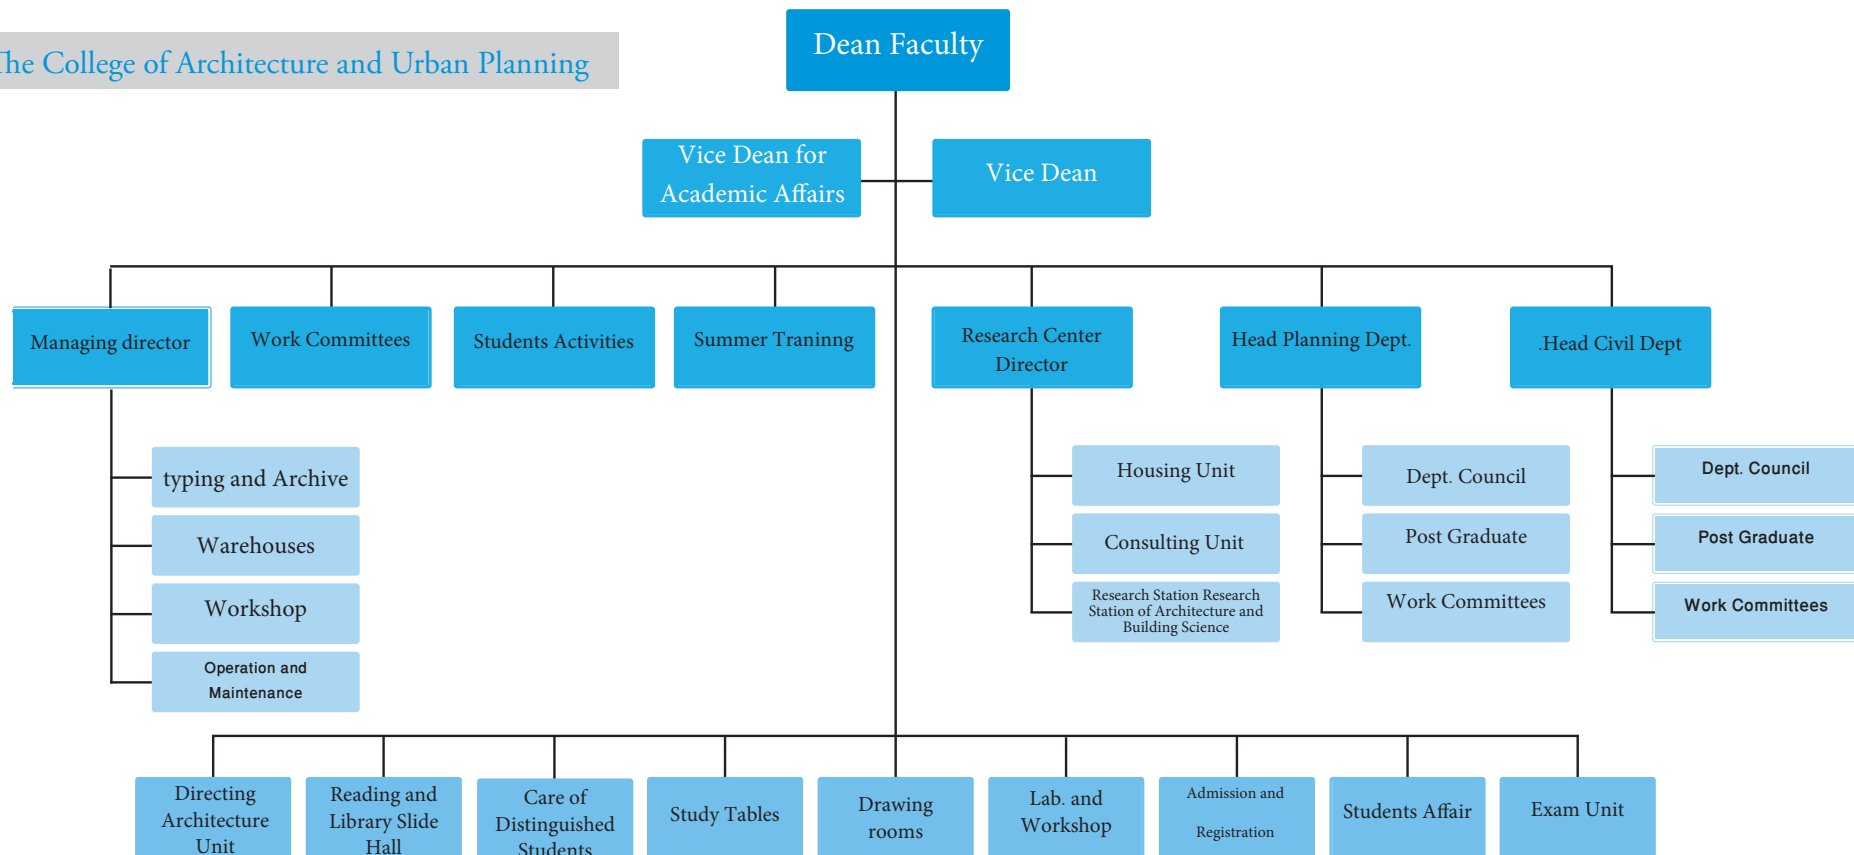 The College of Architecture and Urban Planning
Dean Faculty
Vice Dean for
Academic Affairs
Vice Dean
Managing director
Work Committees
Students Activities
Summer Traninng
Research Center
Director
Head Planning Dept.
.Head Civil Dept
typing and Archive
Warehouses
Workshop
Operation and
Maintenance
Housing Unit
Consulting Unit
Research Station Research
Station of Architecture and
Building Science
Dept. Council
Post Graduate
Work Committees
Dept. Council
Post Graduate
Work Committees
Directing
Architecture
Unit
Reading and
Library Slide
Hall
Care of
Distinguished
Students
Study Tables
Drawing
rooms
Lab. and
Workshop
Admission and
Registration
Students Affair
Exam Unit